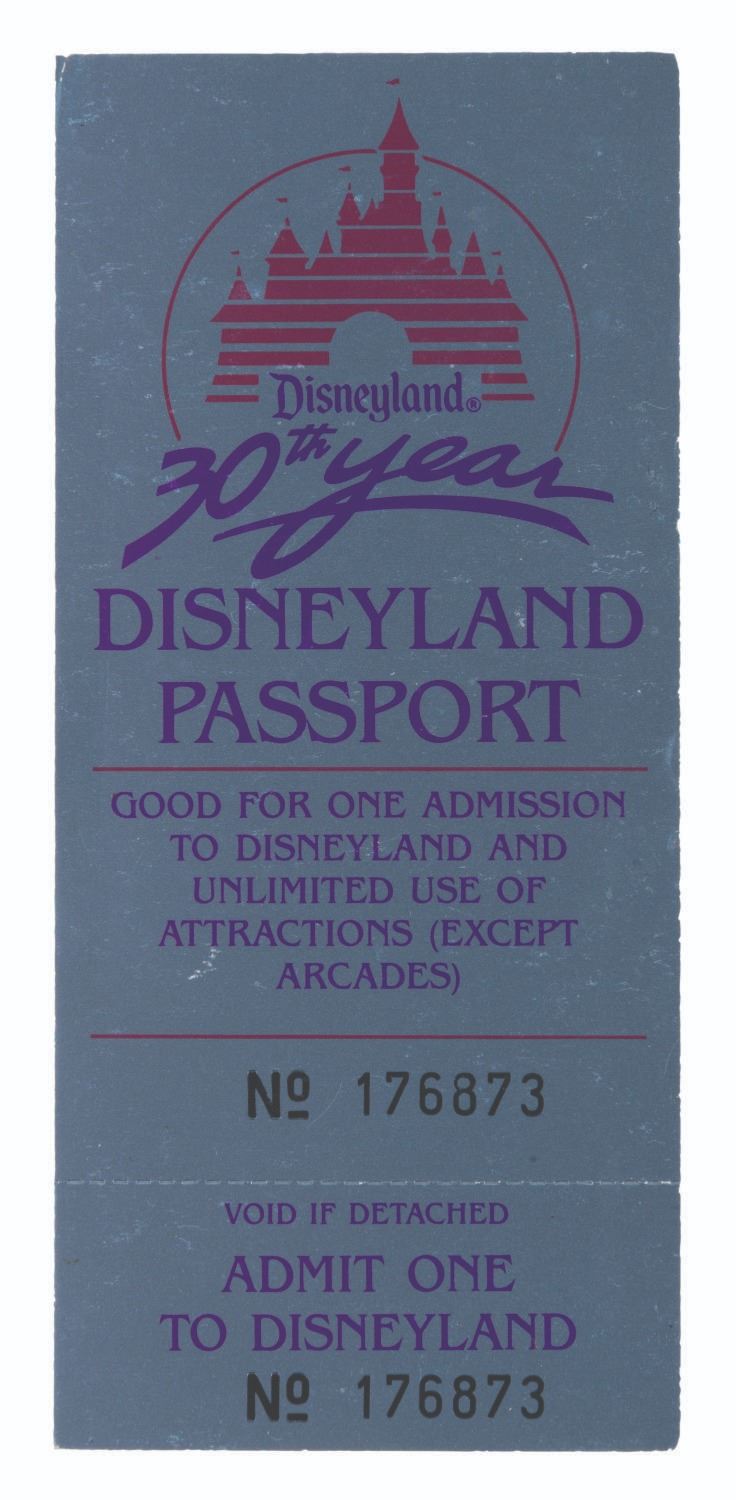 Disneyland®
30th year
DISNEYLAND
PASSPORT
GOOD FOR ONE ADMISSION
TO DISNEYLAND AND
UNLIMITED USE OF
ATTRACTIONS (EXCEPT
ARCADES)
Nº 176873
VOID IF DETACHED
ADMIT ONE
TO DISNEYLAND
Nº 176873